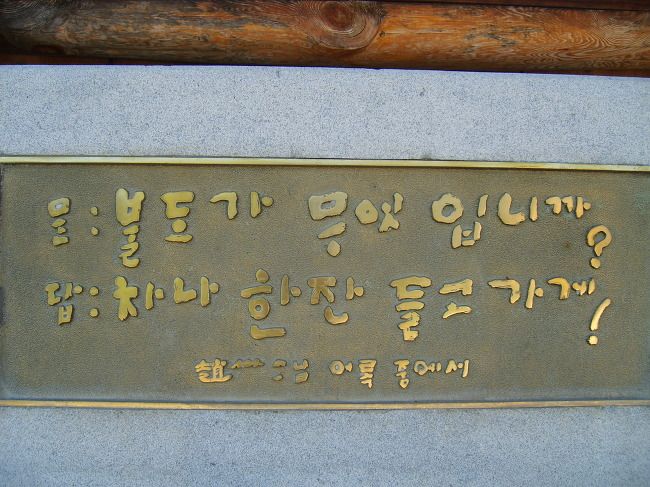 문: 불도가 무엇 입니까?
답: 차나 한잔 들고가게!
어록 중에서